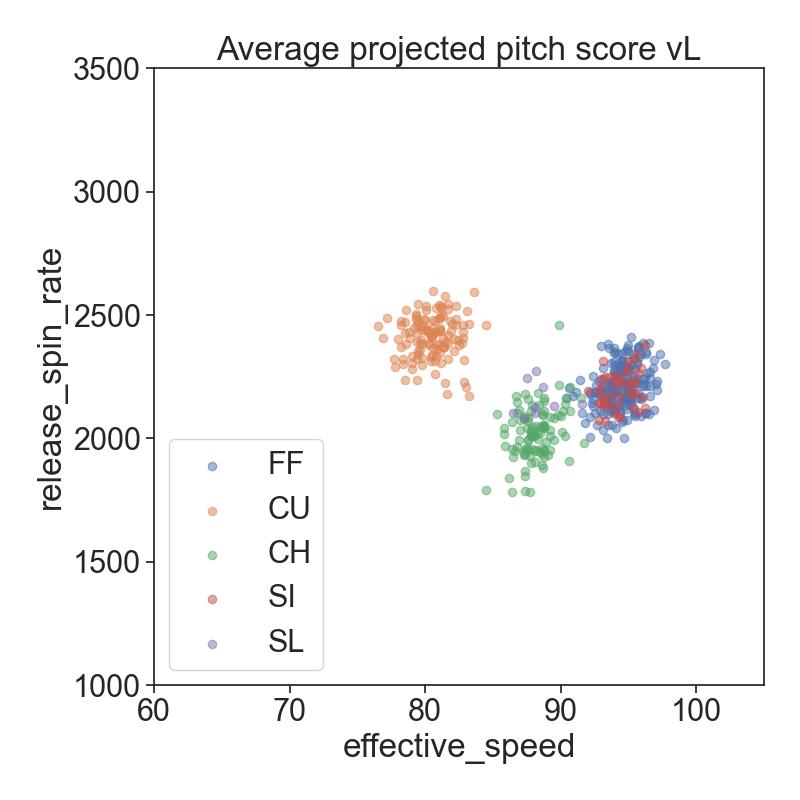 Average projected pitch score vL
3500
3000
2500
2000
1500
1000
release_spin_rate
FF
CU
CH
SI
SL
60 70 80 90 100
effective_speed